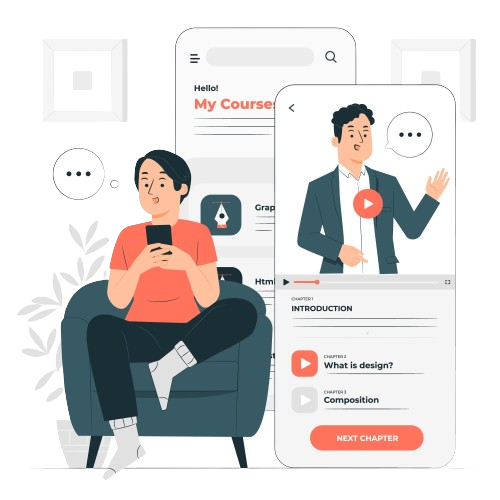 Hello!
My Courses
Grap
Html
CHAPTER 1
INTRODUCTION
CHAPTER 2
What is design?
CHAPTER 3
Composition
NEXT CHAPTER